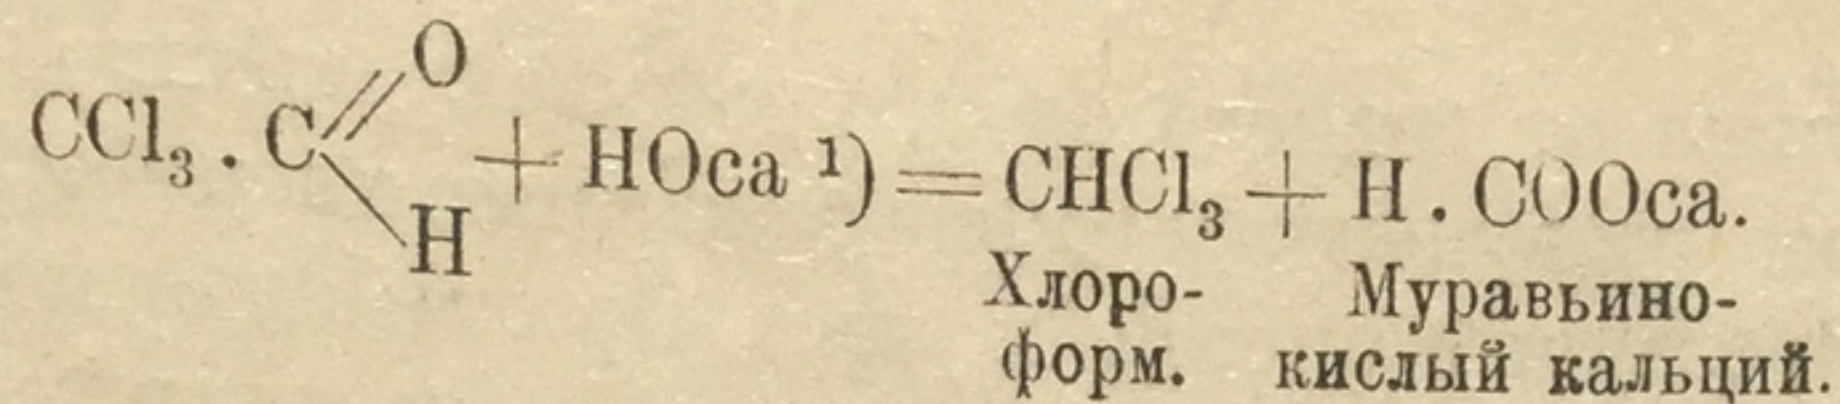 CCl₃ . C(=O)H + HOca ¹) = CHCl₃ + H . COOca.
Хлоро- Муравьино-
форм. кислый кальций.